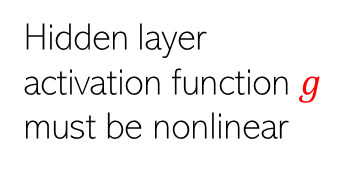 Hidden layer
activation function g
must be nonlinear